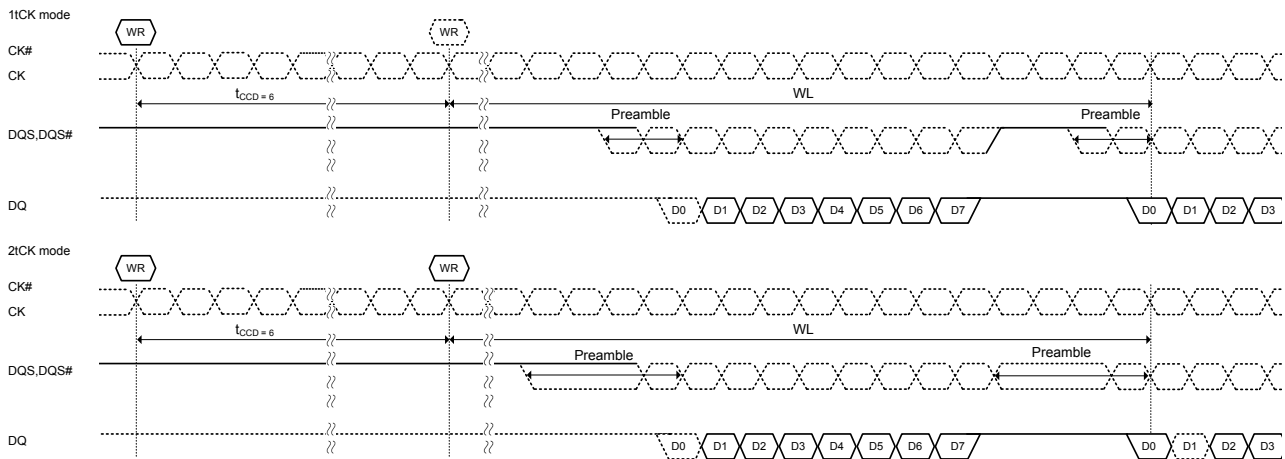 1tCK mode
WR WR
CK#
CK
tCCD = 6 WL
Preamble Preamble
DQS,DQS#
DQ D0 D1 D2 D3 D4 D5 D6 D7 D0 D1 D2 D3
2tCK mode
WR WR
CK#
CK
tCCD = 6 WL
Preamble Preamble
DQS,DQS#
DQ D0 D1 D2 D3 D4 D5 D6 D7 D0 D1 D2 D3